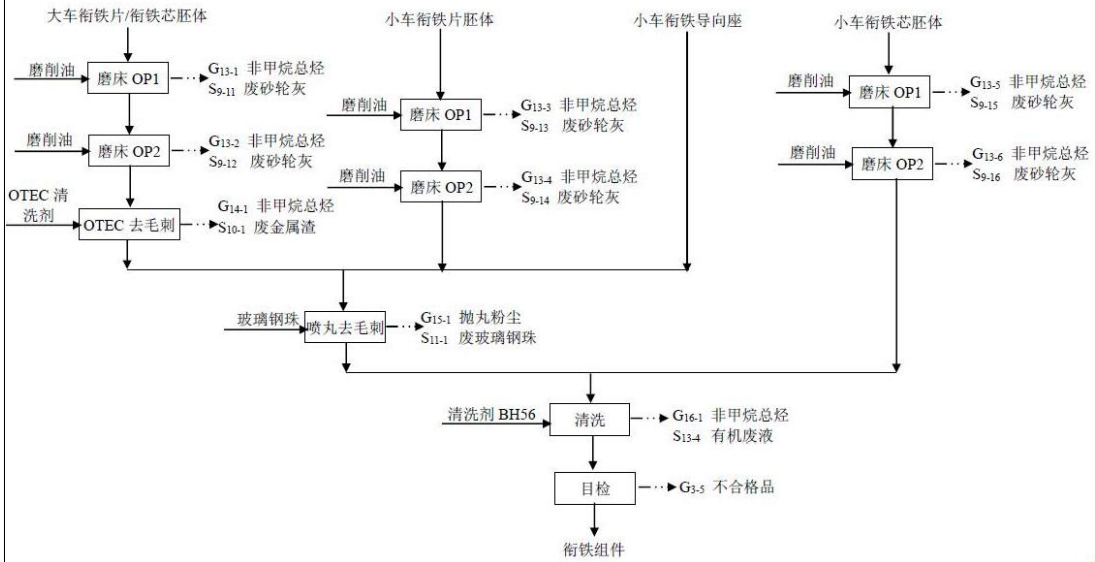 大车衔铁片/衔铁芯胚体
小车衔铁片胚体
小车衔铁导向座
小车衔铁芯胚体
磨削油
磨床 OP1
G13-1 非甲烷总烃
S9-11 废砂轮灰
磨削油
磨床 OP2
G13-2 非甲烷总烃
S9-12 废砂轮灰
OTEC 清
洗剂
OTEC 去毛刺
G14-1 非甲烷总烃
S10-1 废金属渣
磨削油
磨床 OP1
G13-3 非甲烷总烃
S9-13 废砂轮灰
磨削油
磨床 OP2
G13-4 非甲烷总烃
S9-14 废砂轮灰
磨削油
磨床 OP1
G13-5 非甲烷总烃
S9-15 废砂轮灰
磨削油
磨床 OP2
G13-6 非甲烷总烃
S9-16 废砂轮灰
玻璃钢珠
喷丸去毛刺
G15-1 抛丸粉尘
S11-1 废玻璃钢珠
清洗剂 BH56
清洗
G16-1 非甲烷总烃
S13-4 有机废液
目检
G3-5 不合格品
衔铁组件